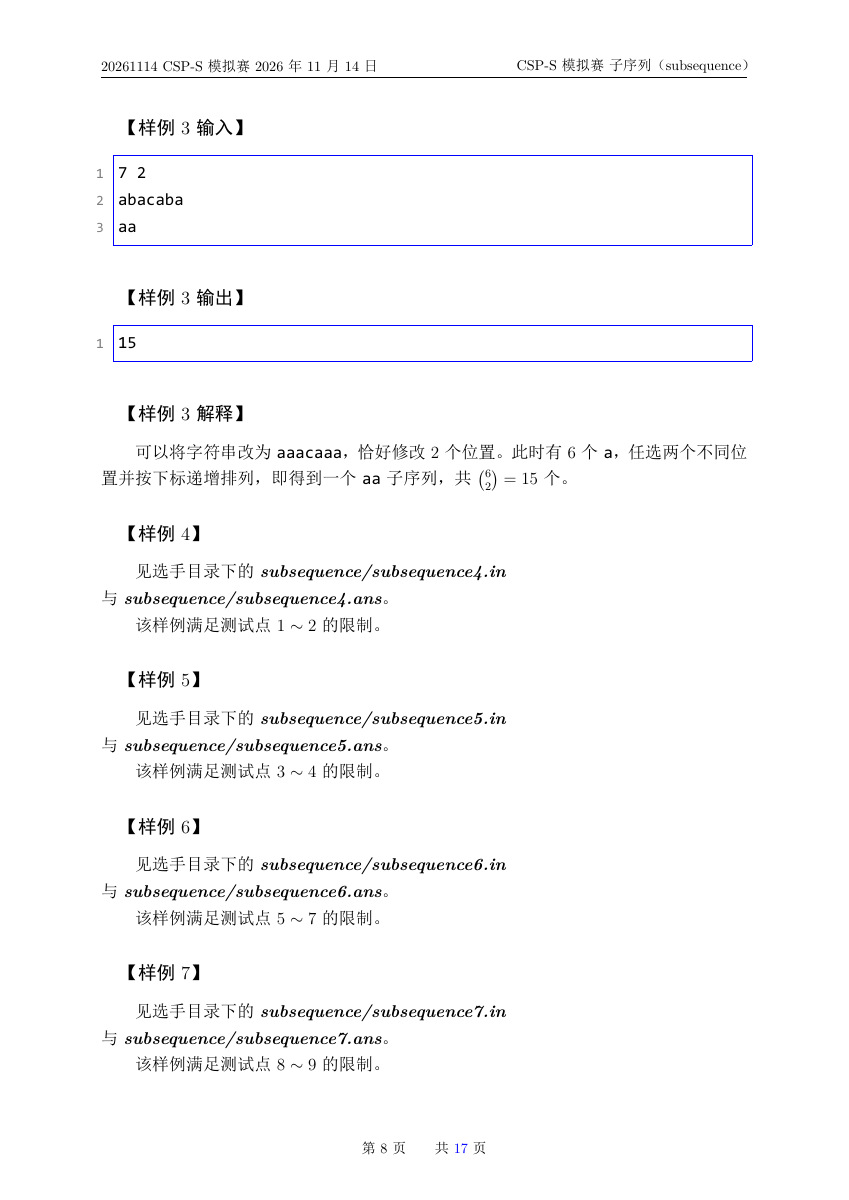 20261114 CSP-S 模拟赛 2026 年 11 月 14 日 CSP-S 模拟赛 子序列（subsequence）
【样例 3 输入】
1 7 2
2 abacaba
3 aa
【样例 3 输出】
1 15
【样例 3 解释】
可以将字符串改为 aaacaaa，恰好修改 2 个位置。此时有 6 个 a，任选两个不同位
置并按下标递增排列，即得到一个 aa 子序列，共 (6 2) = 15 个。
【样例 4】
见选手目录下的 subsequence/subsequence4.in
与 subsequence/subsequence4.ans。
该样例满足测试点 1 ∼ 2 的限制。
【样例 5】
见选手目录下的 subsequence/subsequence5.in
与 subsequence/subsequence5.ans。
该样例满足测试点 3 ∼ 4 的限制。
【样例 6】
见选手目录下的 subsequence/subsequence6.in
与 subsequence/subsequence6.ans。
该样例满足测试点 5 ∼ 7 的限制。
【样例 7】
见选手目录下的 subsequence/subsequence7.in
与 subsequence/subsequence7.ans。
该样例满足测试点 8 ∼ 9 的限制。
第 8 页 共 17 页